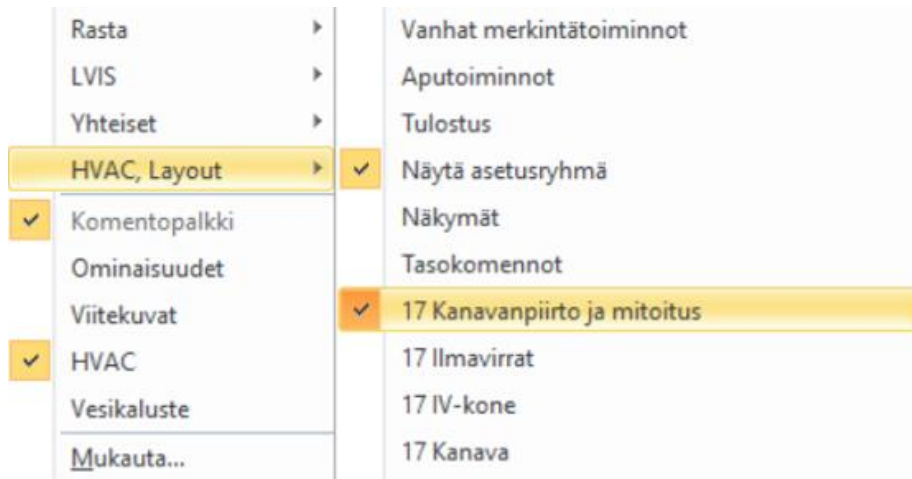 Rasta
LVIS
Yhteiset
HVAC, Layout
Komentopalkki
Ominaisuudet
Viitekuvat
HVAC
Vesikaluste
Mukauta...
Vanhat merkintätoiminnot
Aputoiminnot
Tulostus
Näytä asetusryhmä
Näkymät
Tasokomennot
17 Kanavanpiirto ja mitoitus
17 Ilmavirrat
17 IV-kone
17 Kanava